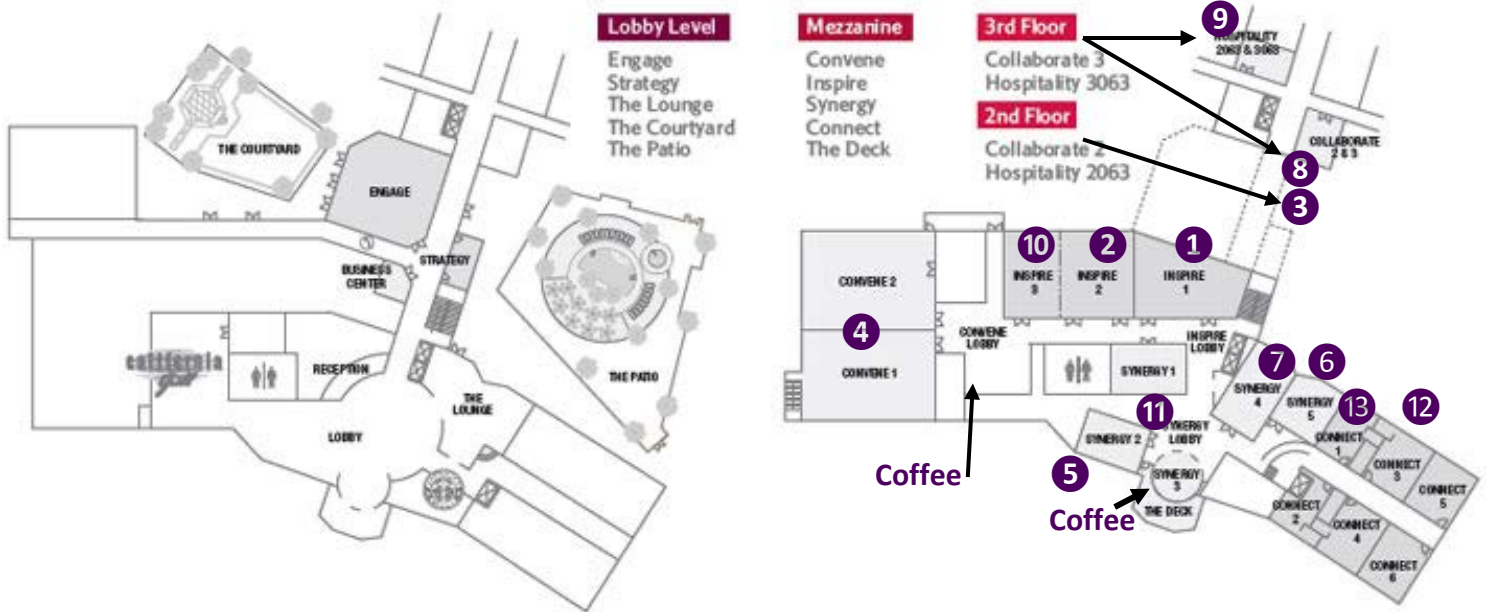 Lobby Level
Engage
Strategy
The Lounge
The Courtyard
The Patio
Mezzanine
Convene
Inspire
Synergy
Connect
The Deck
3rd Floor
Collaborate 3
Hospitality 3063
2nd Floor
Collaborate 2
Hospitality 2063
THE COURTYARD
ENGAGE
STRATEGY
BUSINESS
CENTER
RECEPTION
THE
LOUNGE
LOBBY
THE PATIO
9
HOSPITALITY
2063 & 3063
COLLABORATE
2 & 3
8
3
10
2
1
INSPIRE
3
INSPIRE
2
INSPIRE
1
CONVENE 2
4
CONVENE 1
CONVENE
LOBBY
INSPIRE
LOBBY
SYNERGY 1
7
6
SYNERGY
4
SYNERGY
5
13
12
11
SYNERGY
LOBBY
SYNERGY 2
5
SYNERGY
3
THE DECK
Coffee
Coffee
CONNECT
1
CONNECT
3
CONNECT
5
CONNECT
2
CONNECT
4
CONNECT
6